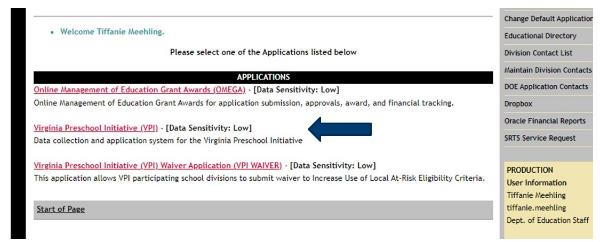 • Welcome Tiffanie Meehling.
Please select one of the Applications listed below
APPLICATIONS
Online Management of Education Grant Awards (OMEGA) - [Data Sensitivity: Low]
Online Management of Education Grant Awards for application submission, approvals, award, and financial tracking.
Virginia Preschool Initiative (VPI) - [Data Sensitivity: Low]
Data collection and application system for the Virginia Preschool Initiative
Virginia Preschool Initiative (VPI) Waiver Application (VPI WAIVER) - [Data Sensitivity: Low]
This application allows VPI participating school divisions to submit waiver to Increase Use of Local At-Risk Eligibility Criteria.
Start of Page
Change Default Application
Educational Directory
Division Contact List
Maintain Division Contacts
DOE Application Contacts
Dropbox
Oracle Financial Reports
SRTS Service Request
PRODUCTION
User Information
Tiffanie Meehling
tiffanie.meehling
Dept. of Education Staff